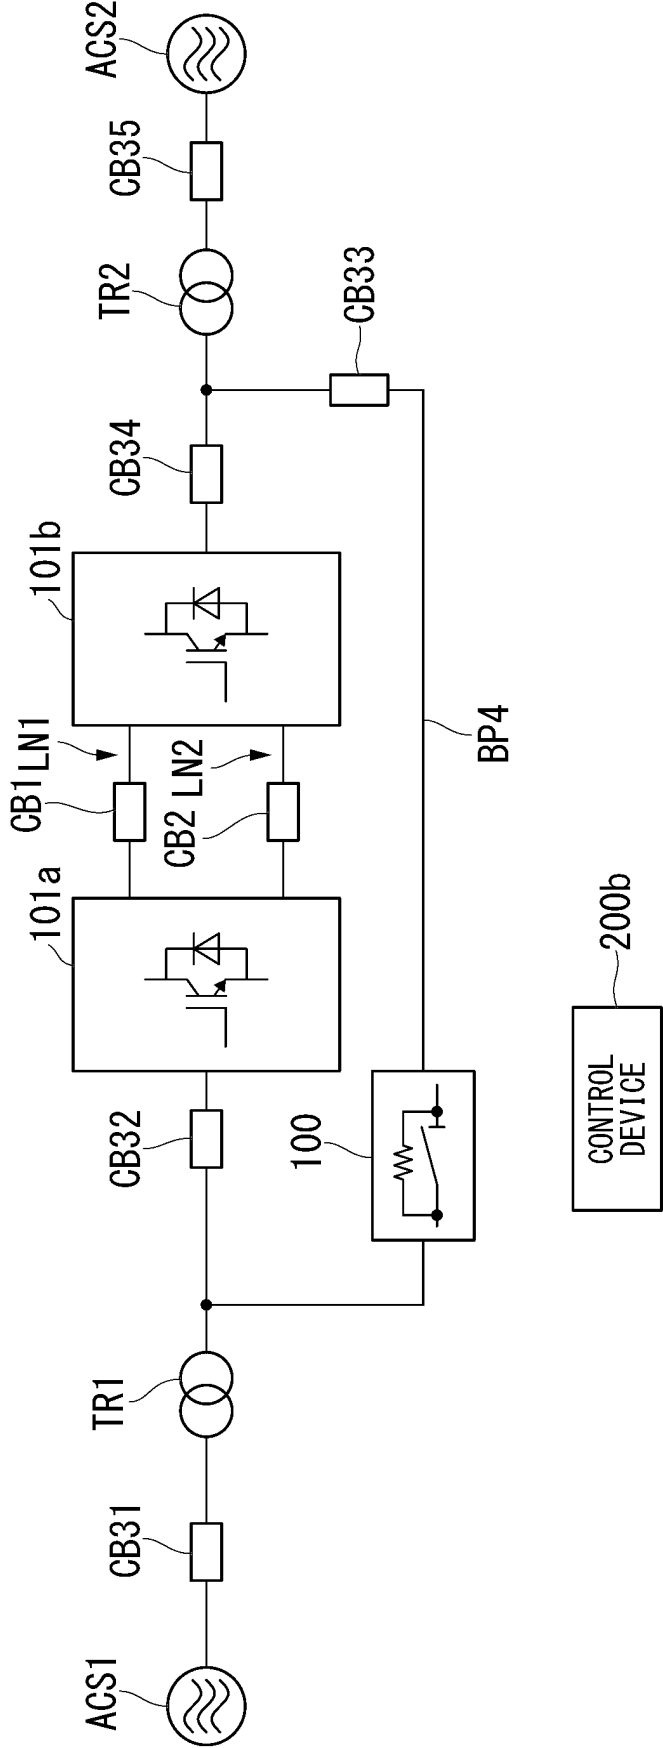 ACS1
CB31
TR1
CB32
101a
CB1
LN1
CB2
LN2
101b
CB34
TR2
CB35
ACS2
CB33
100
BP4
200b
CONTROL
DEVICE